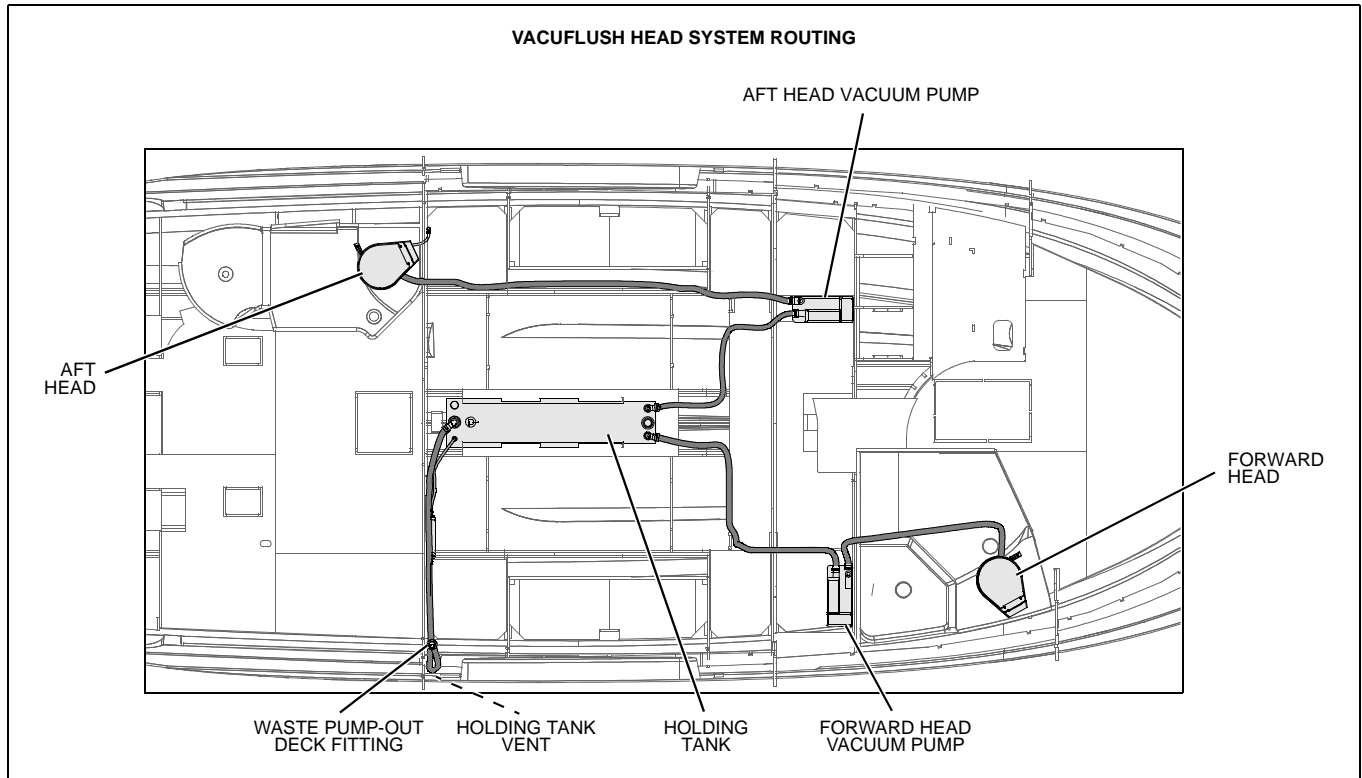 VACUFLUSH HEAD SYSTEM ROUTING
AFT HEAD VACUUM PUMP
AFT
HEAD
FORWARD
HEAD
WASTE PUMP-OUT
DECK FITTING
HOLDING TANK
VENT
HOLDING
TANK
FORWARD HEAD
VACUUM PUMP